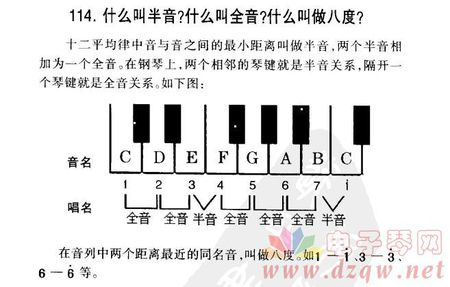 114. 什么叫半音?什么叫全音?什么叫做八度?
十二平均律中音与音之间的最小距离叫做半音,两个半音相
加为一个全音。在钢琴上,两个相邻的琴键就是半音关系,隔开一
个琴键就是全音关系。如下图:
音名 C D E F G A B C
1 2 3 4 5 6 7 i
唱名
全音 全音 半音 全音 全音 全音 半音
在音列中两个距离最近的同名音,叫做八度。如1－i̇、3－3̇、
6－6̇ 等。
电子琴网
www.dzqw.net